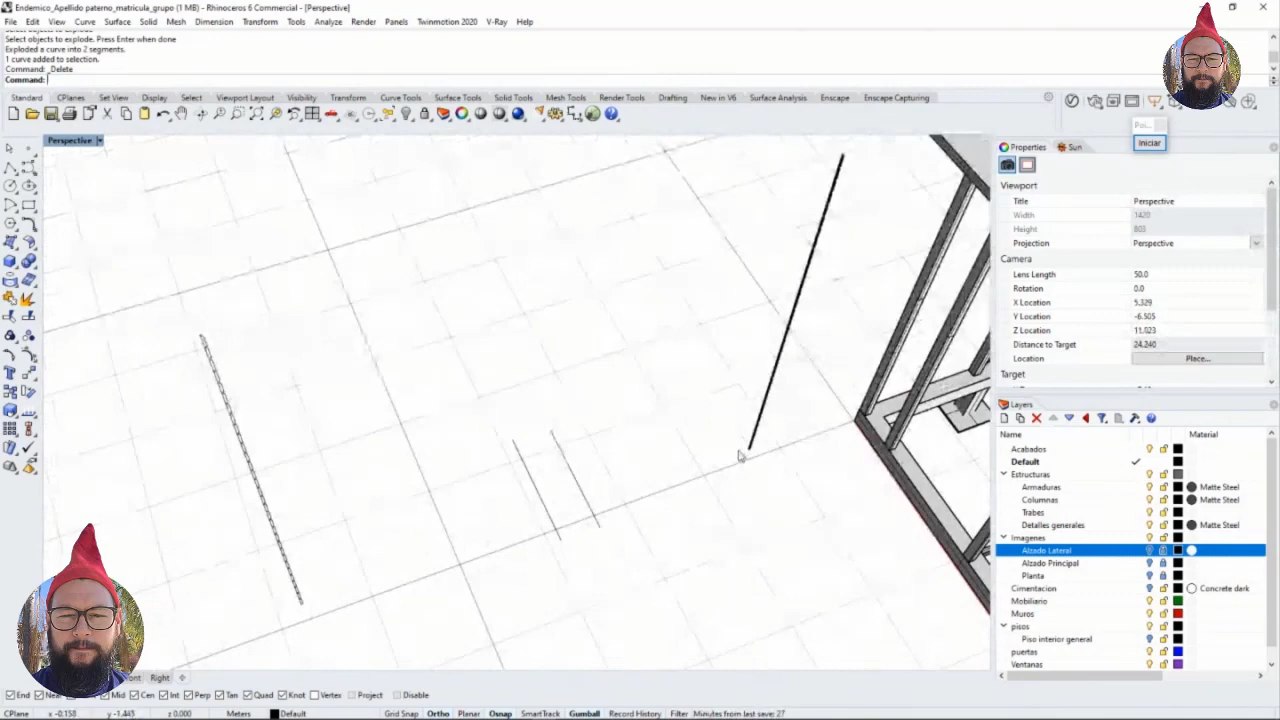 Endemico_Apellido paterno_matricula_grupo (1 MB) - Rhinoceros 6 Commercial - [Perspective]
File Edit View Curve Surface Solid Mesh Dimension Transform Tools Analyze Render Panels Twinmotion 2020 V-Ray Help
Select objects to explode. Press Enter when done
Exploded a curve into 2 segments.
1 curve added to selection.
Command: _Delete
Command:
Standard CPlanes Set View Display Select Viewport Layout Visibility Transform Curve Tools Surface Tools Solid Tools Mesh Tools Render Tools Drafting New in V6 Surface Analysis Enscape Enscape Capturing
Iniciar
Perspective
Properties Sun
Viewport
Title Perspective
Width 1420
Height 803
Projection Perspective
Camera
Lens Length 50.0
Rotation 0.0
X Location 5.329
Y Location -6.505
Z Location 11.023
Distance to Target 24.240
Location Place...
Target
Layers
Name Material
Acabados
Default
Estructuras
Armaduras Matte Steel
Columnas Matte Steel
Trabes
Detalles generales Matte Steel
Imagenes
Alzado Lateral
Alzado Principal
Planta
Cimentacion Concrete dark
Mobiliario
Muros
pisos
Piso interior general
puertas
Ventanas
Right
End Mid Cen Int Perp Tan Quad Knot Vertex Project Disable
CPlane x -0.158 y -1.443 z 0.000 Meters Default Grid Snap Ortho Planar Osnap SmartTrack Gumball Record History Filter Minutes from last save: 27